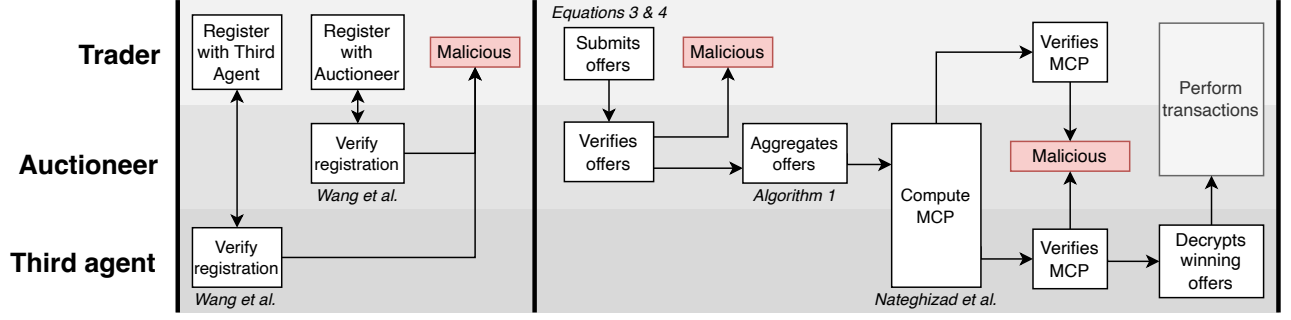 Trader
Auctioneer
Third agent
Register
with Third
Agent
Register
with
Auctioneer
Malicious
Verify
registration
Wang et al.
Verify
registration
Wang et al.
Equations 3 & 4
Submits
offers
Malicious
Verifies
offers
Aggregates
offers
Algorithm 1
Compute
MCP
Nateghizad et al.
Verifies
MCP
Malicious
Verifies
MCP
Perform
transactions
Decrypts
winning
offers